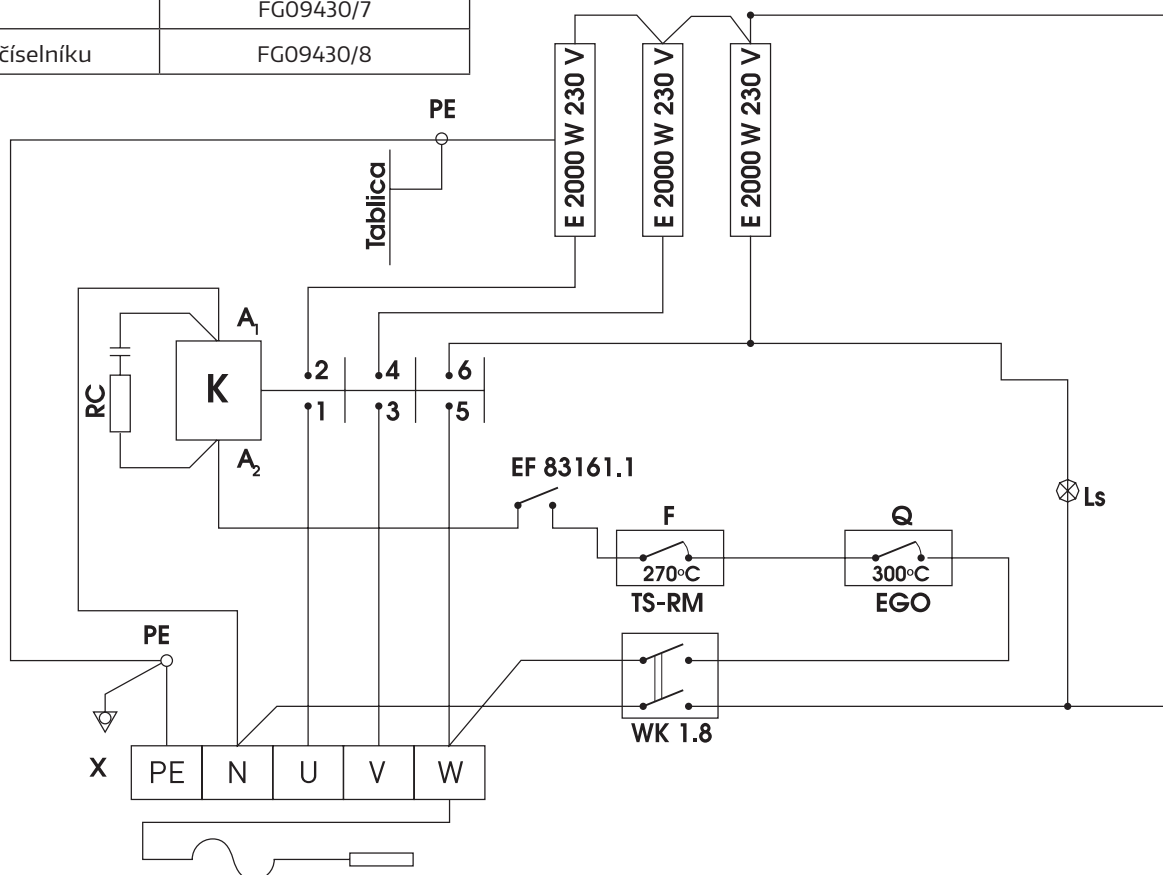 FG09430/7
číselníku FG09430/8
PE
Tablica
E 2000 W 230 V
E 2000 W 230 V
E 2000 W 230 V
A1
K
RC
A2
2 4 6
1 3 5
EF 83161.1
Ls
F
270°C
TS-RM
Q
300°C
EGO
PE
WK 1.8
X
PE N U V W